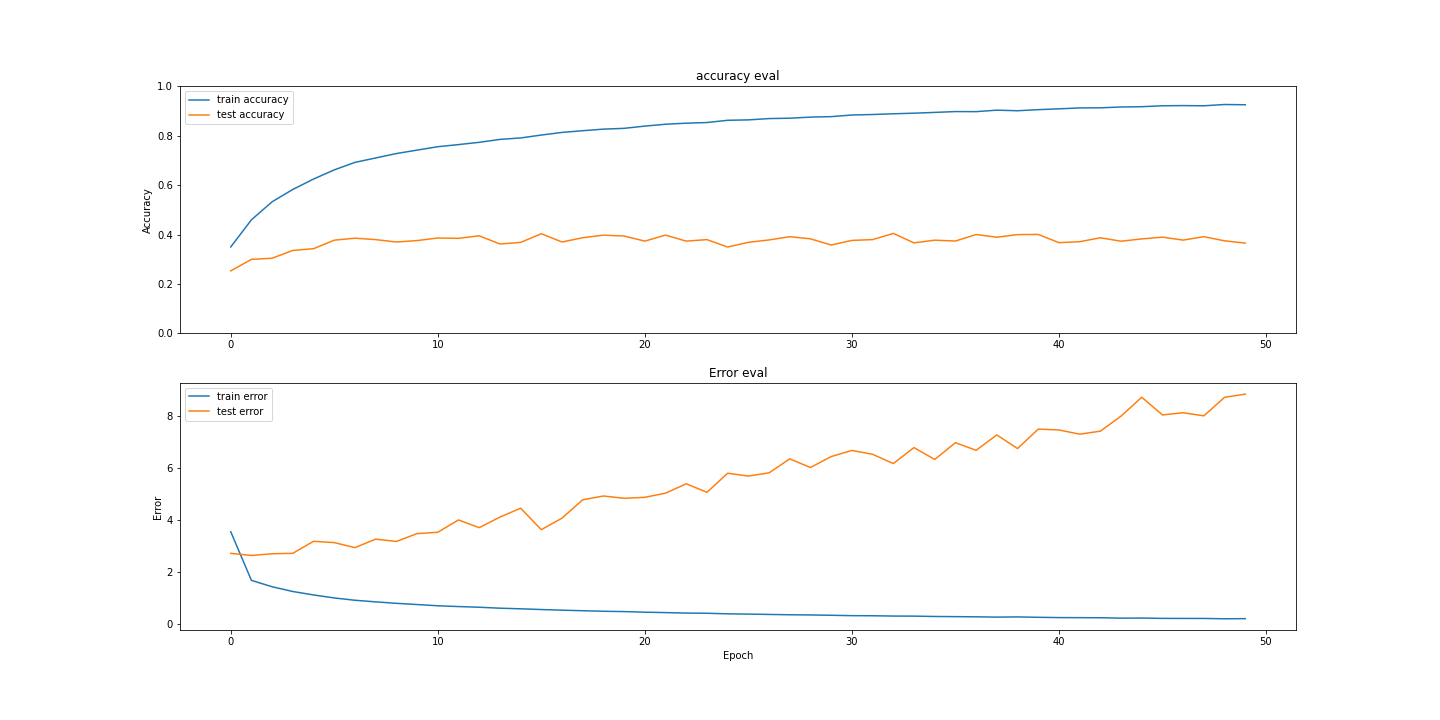 accuracy eval
1.0
0.8
0.6
0.4
0.2
0.0
Accuracy
train accuracy
test accuracy
0 10 20 30 40 50
Error eval
8
6
4
2
0
Error
train error
test error
0 10 20 30 40 50
Epoch